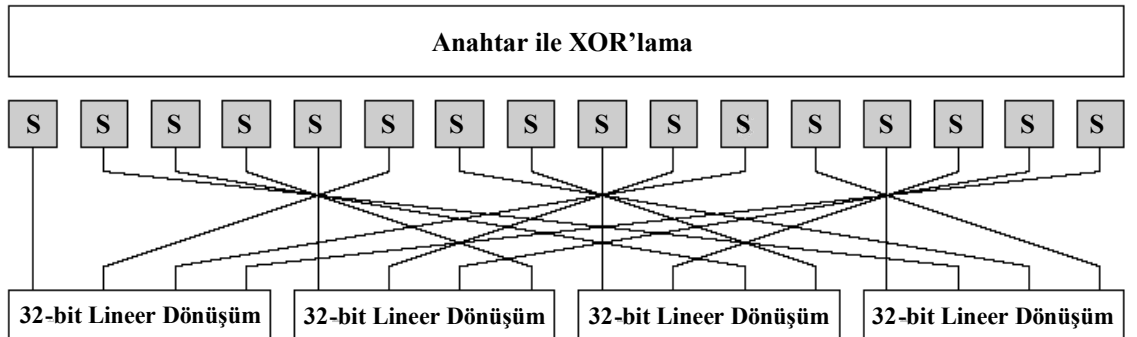 Anahtar ile XOR’lama
S S S S S S S S S S S S S S S S
32-bit Lineer Dönüşüm 32-bit Lineer Dönüşüm 32-bit Lineer Dönüşüm 32-bit Lineer Dönüşüm